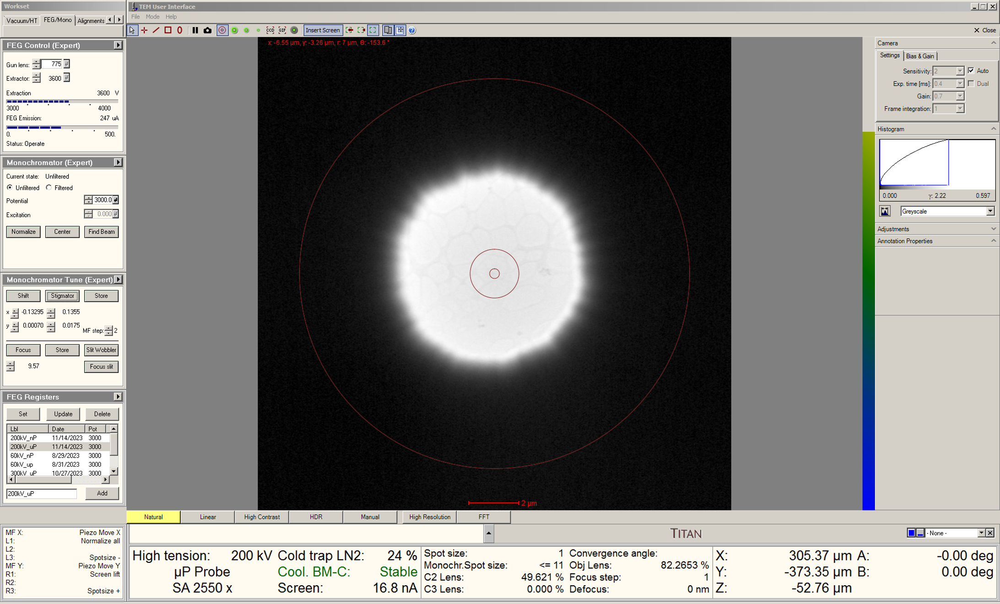 Workset
Vacuum/HT FEG/Mono Alignments
FEG Control (Expert)
Gun lens: 775
Extractor: 3600
Extraction 3600 V
3000 4000
FEG Emission: 247 uA
0. 500.
Status: Operate
Monochromator (Expert)
Current state: Unfiltered
Unfiltered Filtered
Potential 3000.0
Excitation 0.000
Normalize Center Find Beam
Monochromator Tune (Expert)
Shift Stigmator Store
x -0.13295 0.1355
y 0.00070 0.0175
MF step: 2
Focus Store Slit Wobbler
9.57 Focus slit
FEG Registers
Set Update Delete
Lbl Date Pot
200kV_nP 11/14/2023 3000
200kV_uP 11/14/2023 3000
60kV_nP 8/29/2023 3000
60kV_up 8/31/2023 3000
300kV_uP 10/27/2023 3000
200kV_uP Add
MF X: Piezo Move X
L1: Normalize all
L2:
L3: Spotsize -
MF Y: Piezo Move Y
R1: Screen lift
R2:
R3: Spotsize +
TEM User Interface
File Mode Help
CCD GIF Insert Screen Close
x: -6.55 µm, y: -3.26 µm, r: 7 µm, Θ: -153.6 °
2 µm
Natural Linear High Contrast HDR Manual High Resolution FFT
Camera
Settings Bias & Gain
Sensitivity: 2 Auto
Exp. time [ms]: 0.4 Dual
Gain: 0.7
Frame integration: 1
Histogram
0.000 γ: 2.22 0.597
Greyscale
Adjustments
Annotation Properties
TITAN
- None -
High tension: 200 kV
µP Probe
SA 2550 x
Cold trap LN2: 24 %
Cool. BM-C: Stable
Screen: 16.8 nA
Spot size: 1
Monochr.Spot size: <= 11
C2 Lens: 49.621 %
C3 Lens: 0.000 %
Convergence angle:
Obj Lens: 82.2653 %
Focus step: 1
Defocus: 0 nm
X: 305.37 µm A: -0.00 deg
Y: -373.35 µm B: 0.00 deg
Z: -52.76 µm